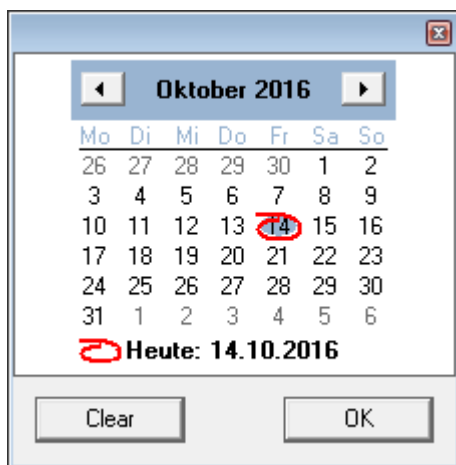 Oktober 2016
Mo Di Mi Do Fr Sa So
26 27 28 29 30 1 2
3 4 5 6 7 8 9
10 11 12 13 14 15 16
17 18 19 20 21 22 23
24 25 26 27 28 29 30
31 1 2 3 4 5 6
Heute: 14.10.2016
Clear OK